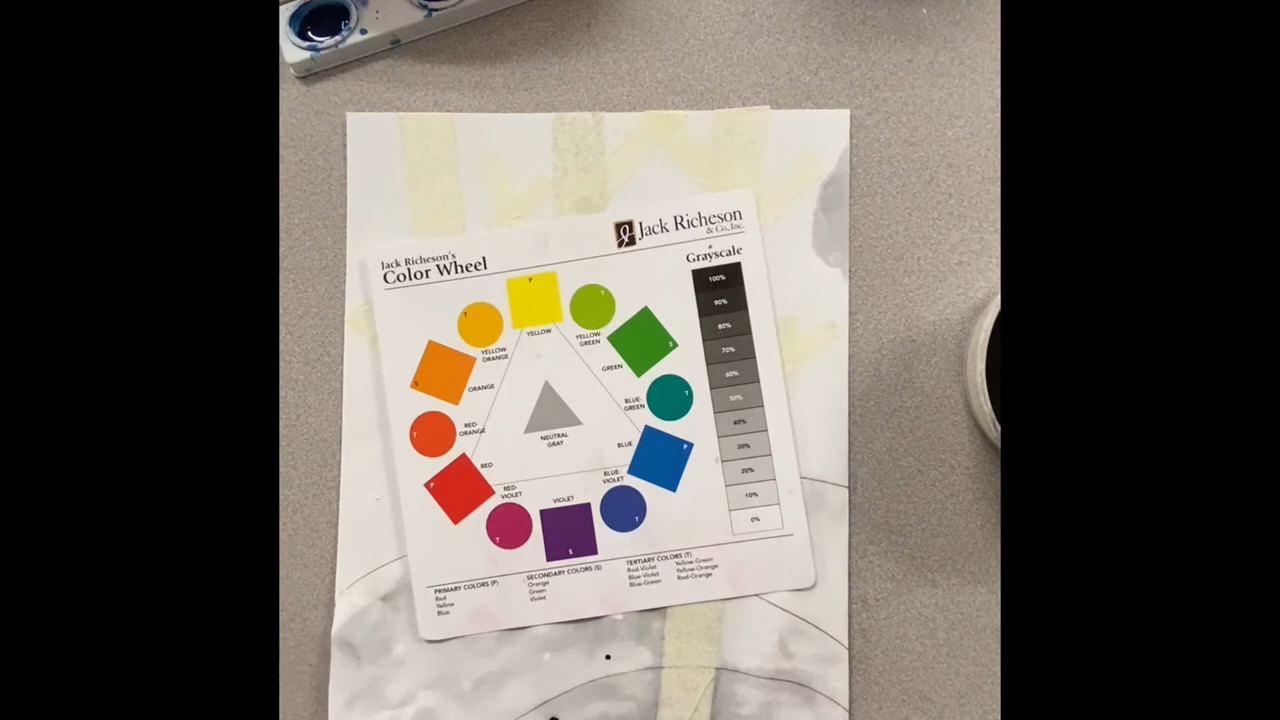 Jack Richeson
& Co., Inc.
Jack Richeson's
Color Wheel
Grayscale
P
YELLOW
T
YELLOW-
GREEN
S
GREEN
T
BLUE-
GREEN
P
BLUE
T
BLUE-
VIOLET
S
VIOLET
T
RED-
VIOLET
P
RED
T
RED-
ORANGE
S
ORANGE
T
YELLOW-
ORANGE
NEUTRAL
GRAY
100%
90%
80%
70%
60%
50%
40%
30%
20%
10%
0%
PRIMARY COLORS (P)
Red
Yellow
Blue
SECONDARY COLORS (S)
Orange
Green
Violet
TERTIARY COLORS (T)
Red-Violet
Blue-Violet
Blue-Green
Yellow-Green
Yellow-Orange
Red-Orange